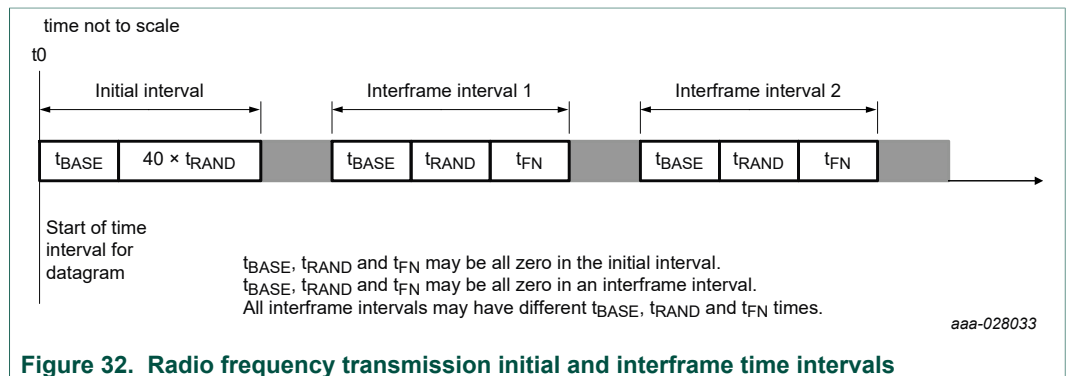 time not to scale
t0
Initial interval
Interframe interval 1
Interframe interval 2
tBASE
40 × tRAND
tBASE
tRAND
tFN
tBASE
tRAND
tFN
Start of time
interval for
datagram
tBASE, tRAND and tFN may be all zero in the initial interval.
tBASE, tRAND and tFN may be all zero in an interframe interval.
All interframe intervals may have different tBASE, tRAND and tFN times.
aaa-028033
Figure 32. Radio frequency transmission initial and interframe time intervals